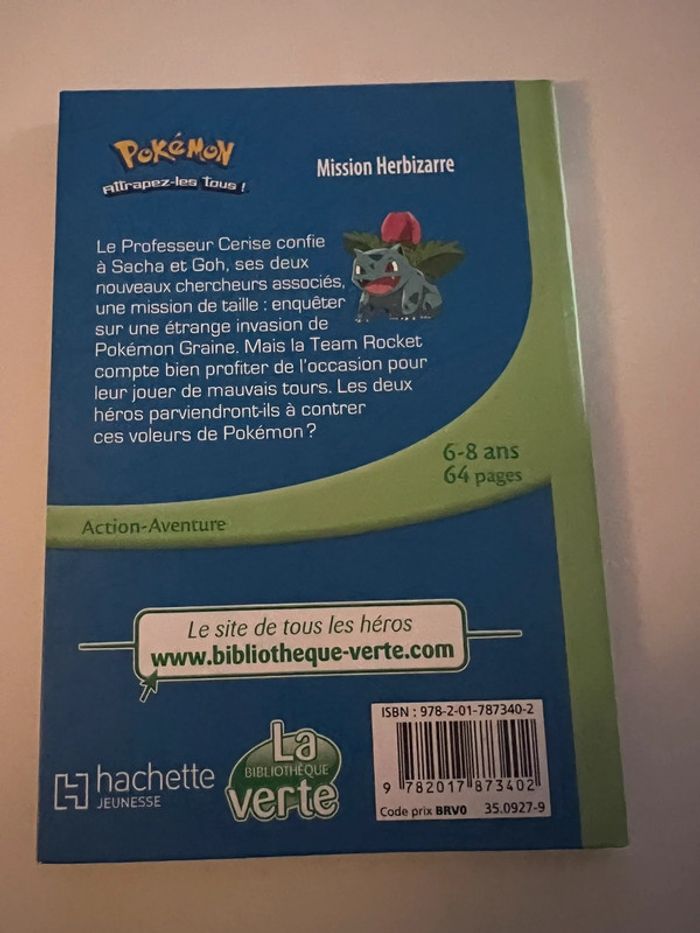 POKéMON
Attrapez-les tous !
Mission Herbizarre
Le Professeur Cerise confie
à Sacha et Goh, ses deux
nouveaux chercheurs associés,
une mission de taille : enquêter
sur une étrange invasion de
Pokémon Graine. Mais la Team Rocket
compte bien profiter de l'occasion pour
leur jouer de mauvais tours. Les deux
héros parviendront-ils à contrer
ces voleurs de Pokémon ?
6-8 ans
64 pages
Action-Aventure
Le site de tous les héros
www.bibliotheque-verte.com
hachette
JEUNESSE
La
BIBLIOTHÈQUE
verte
ISBN : 978-2-01-787340-2
9 782017 873402
Code prix BRV0 35.0927-9